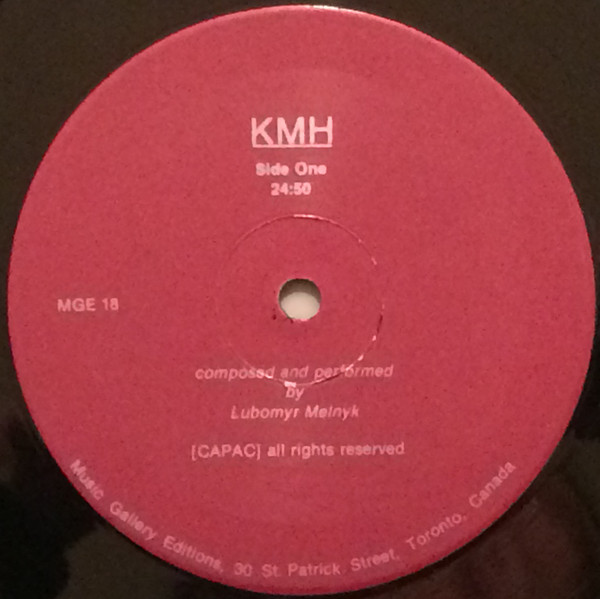 KMH
Side One
24:50
MGE 18
composed and performed
by
Lubomyr Melnyk
[CAPAC] all rights reserved
Music Gallery Editions, 30 St. Patrick Street, Toronto, Canada